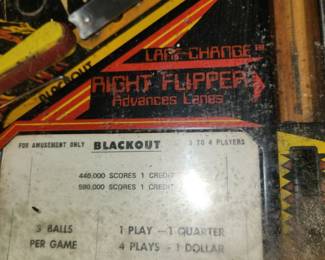 LANE-CHANGE™
RIGHT FLIPPER
Advances Lanes
BLACKOUT
FOR AMUSEMENT ONLY BLACKOUT 1 TO 4 PLAYERS
440,000 SCORES 1 CREDIT
580,000 SCORES 1 CREDIT
3 BALLS 1 PLAY - 1 QUARTER
PER GAME 4 PLAYS - 1 DOLLAR